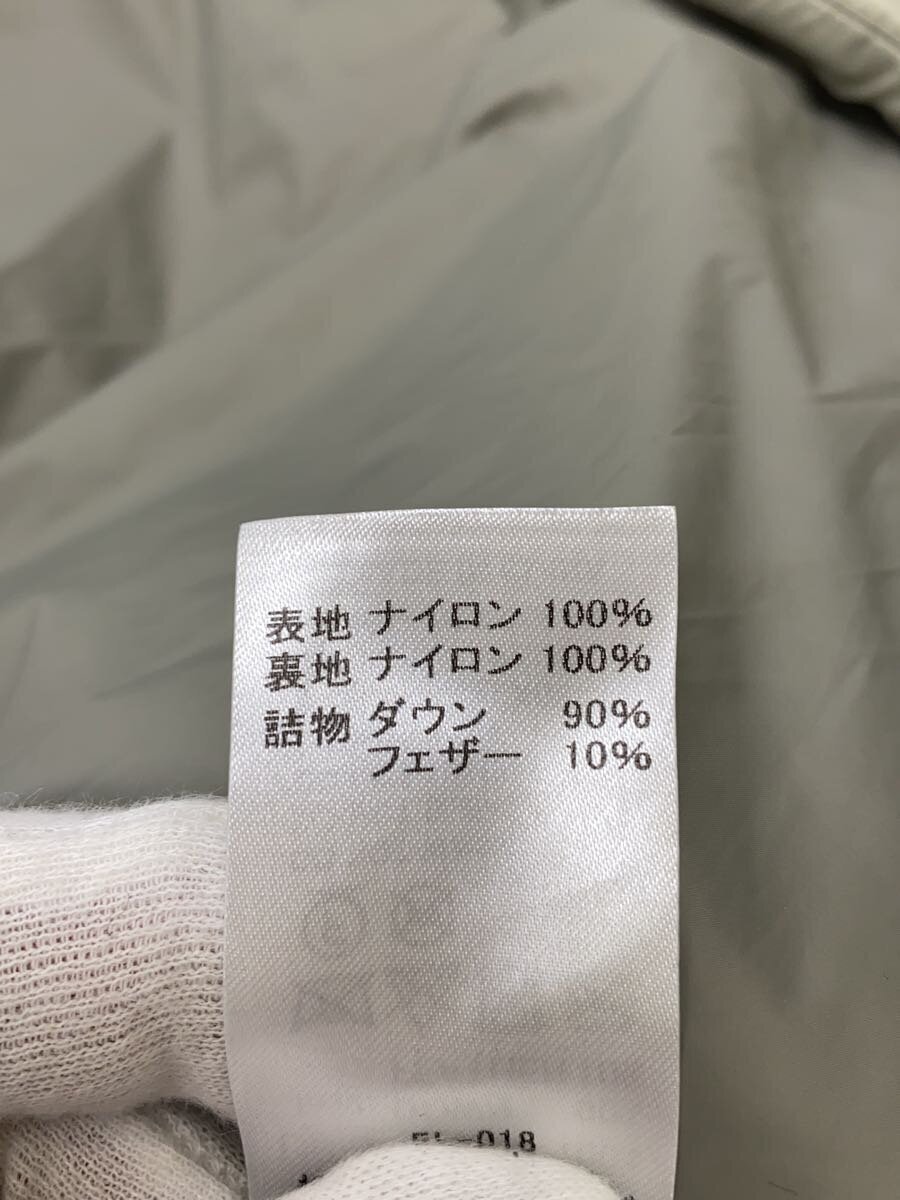 表地 ナイロン 100%
裏地 ナイロン 100%
詰物 ダウン 90%
フェザー 10%